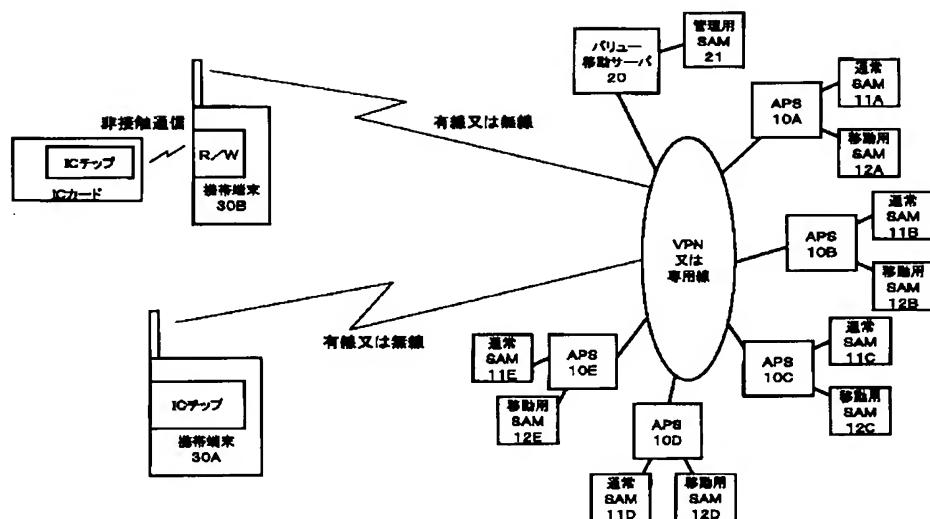 バリュー
移動サーバ
20
管理用
SAM
21
通常
SAM
11A
APS
10A
移動用
SAM
12A
非接触通信
R/W
ICチップ
ICカード
携帯端末
30B
有線又は無線
通常
SAM
11B
APS
10B
移動用
SAM
12B
VPN
又は
専用線
有線又は無線
通常
SAM
11E
APS
10E
移動用
SAM
12E
通常
SAM
11C
APS
10C
移動用
SAM
12C
ICチップ
携帯端末
30A
APS
10D
通常
SAM
11D
移動用
SAM
12D